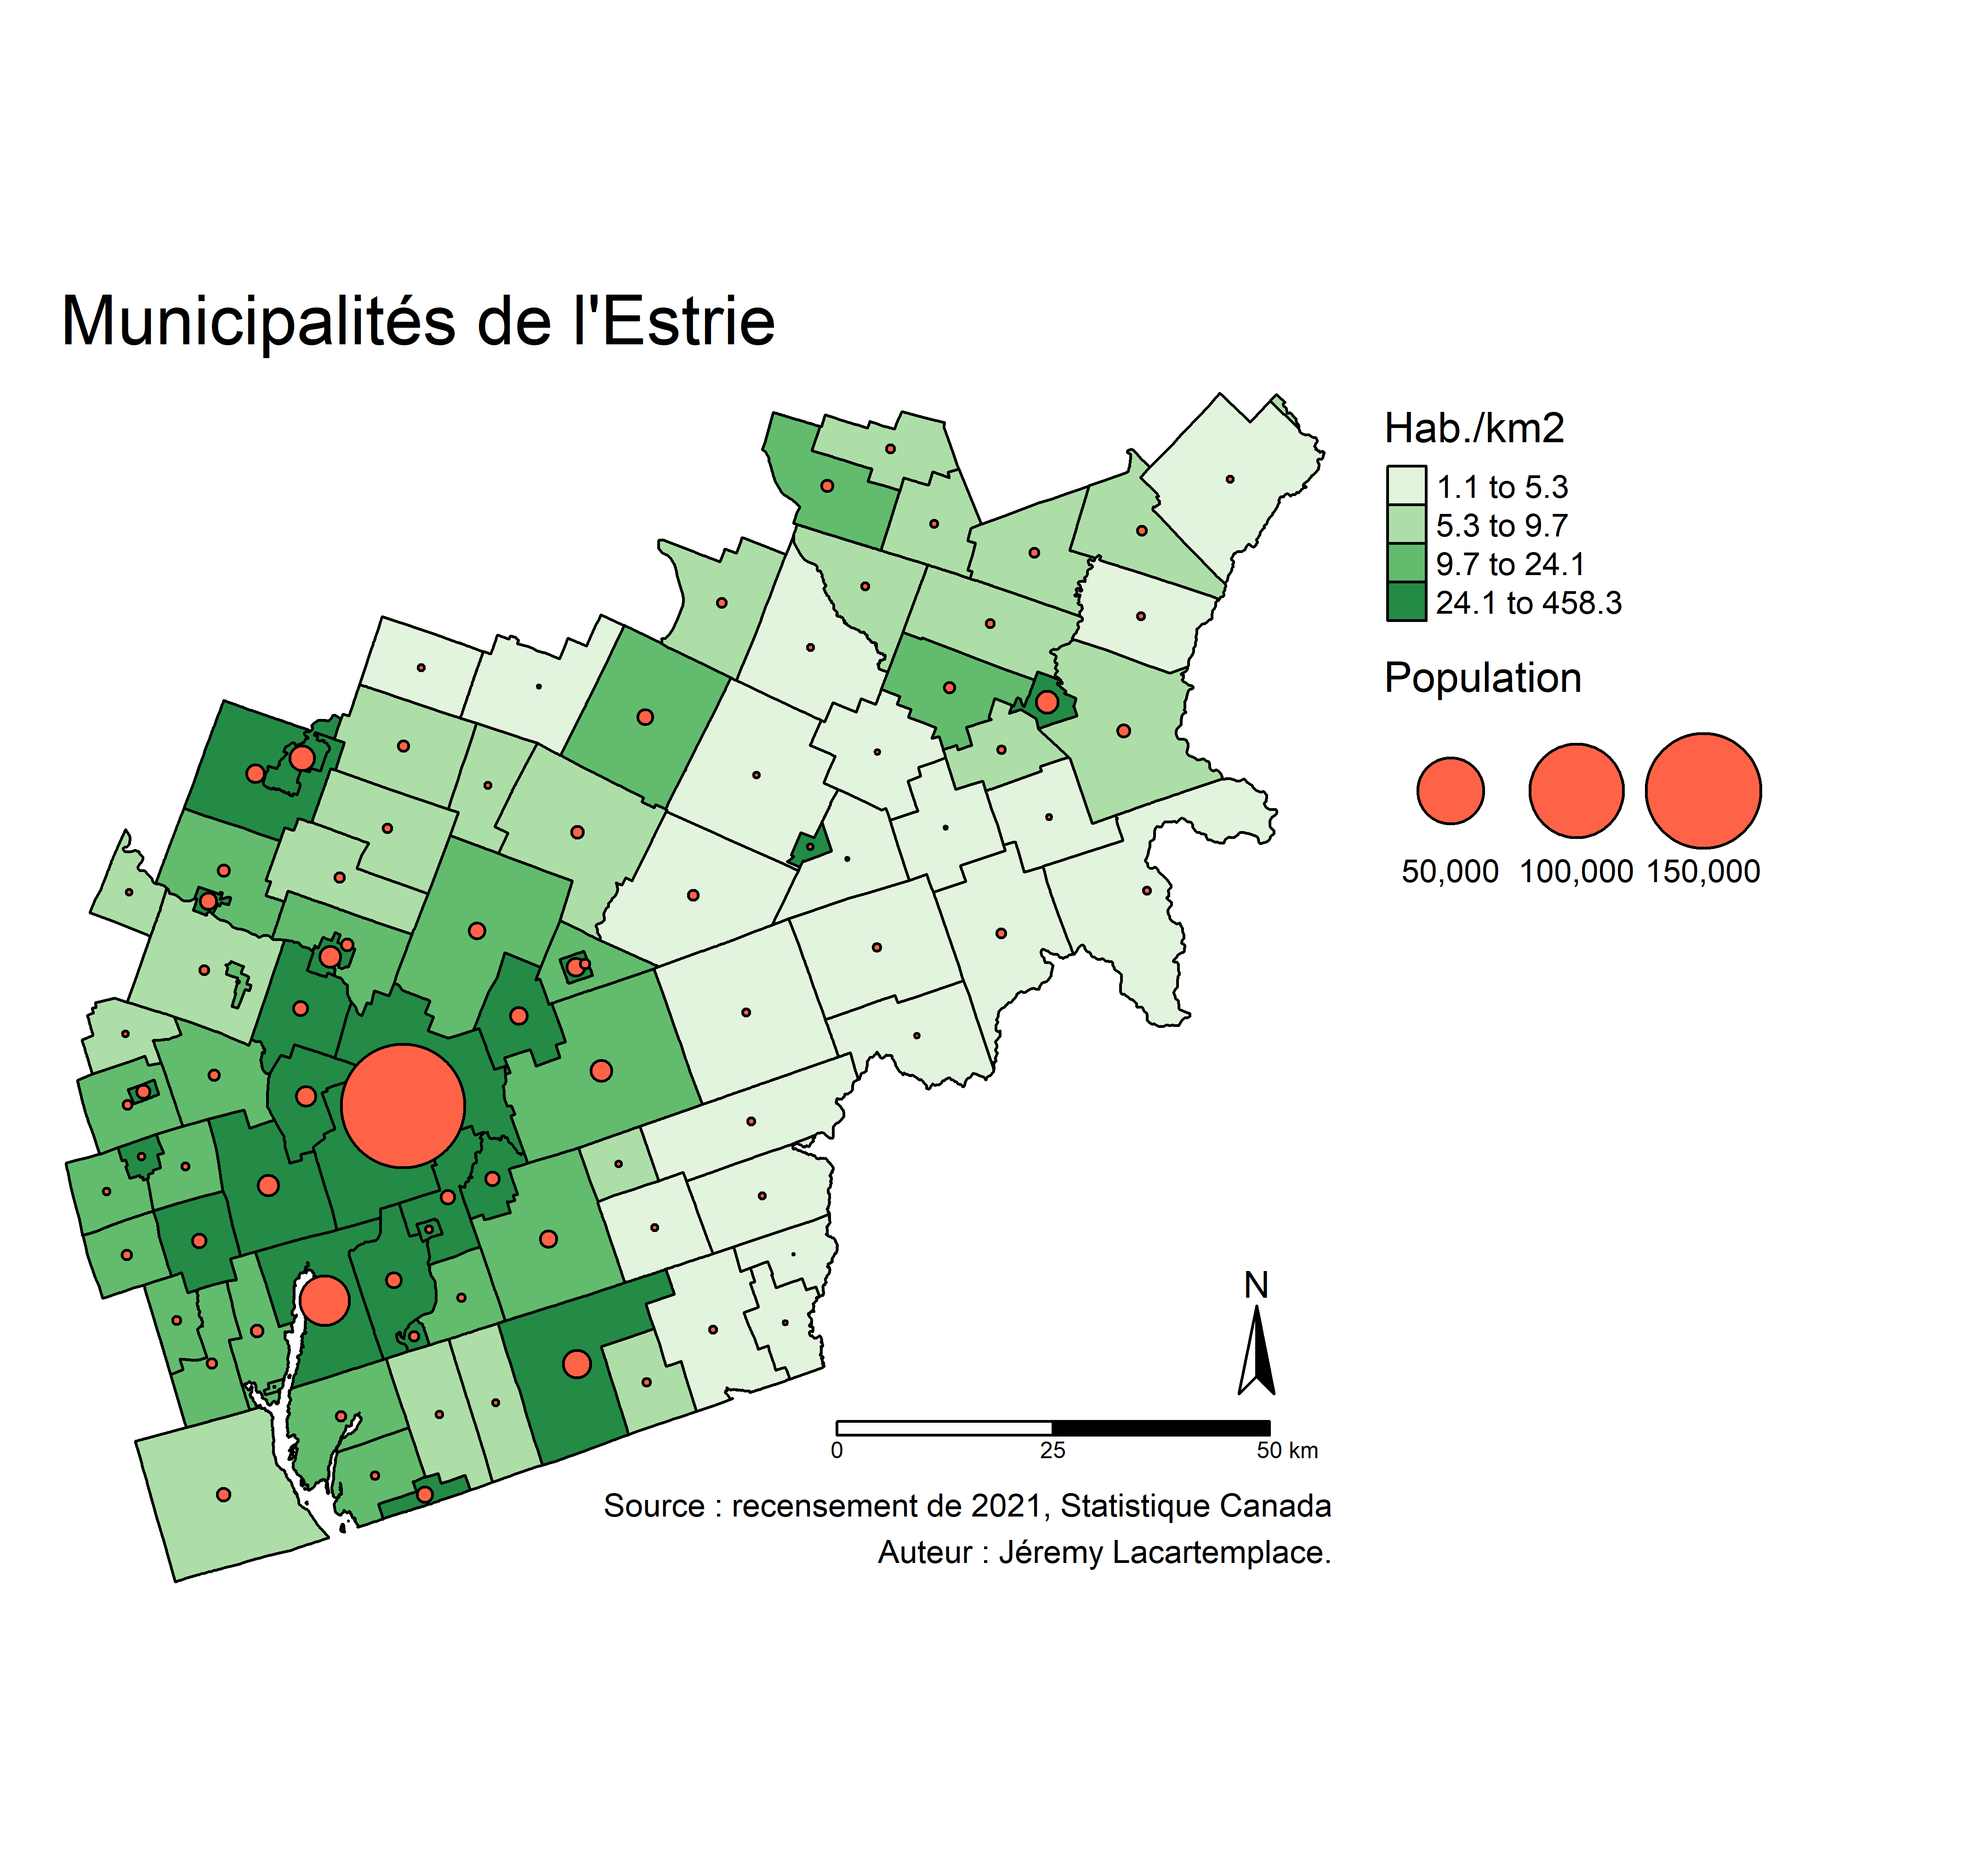 Municipalités de l'Estrie
Hab./km2
1.1 to 5.3
5.3 to 9.7
9.7 to 24.1
24.1 to 458.3
Population
50,000 100,000 150,000
N
0 25 50 km
Source : recensement de 2021, Statistique Canada
Auteur : Jéremy Lacartemplace.